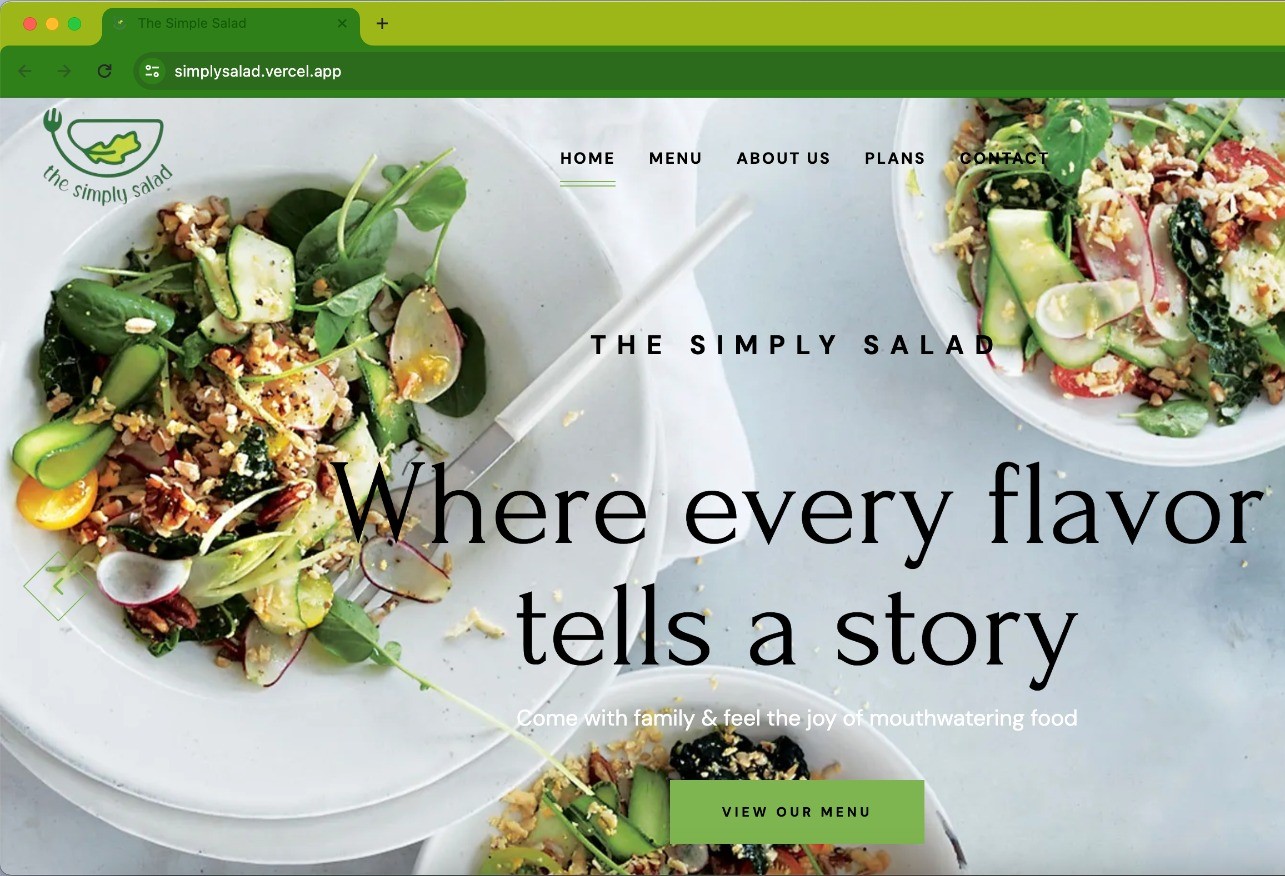 The Simple Salad
simplysalad.vercel.app
the simply salad
HOME MENU ABOUT US PLANS CONTACT
THE SIMPLY SALAD
Where every flavor
tells a story
Come with family & feel the joy of mouthwatering food
VIEW OUR MENU